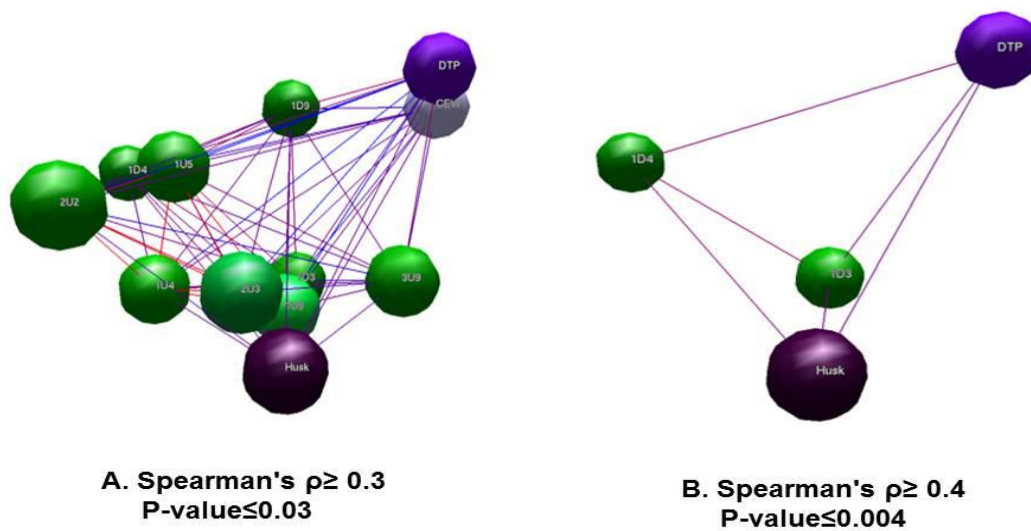 DTP
CEW
1D9
1D4
1U5
2U2
1U4
2U3
1D3
3U9
Husk
A. Spearman's ρ≥ 0.3
P-value≤0.03
DTP
1D4
1D3
Husk
B. Spearman's ρ≥ 0.4
P-value≤0.004